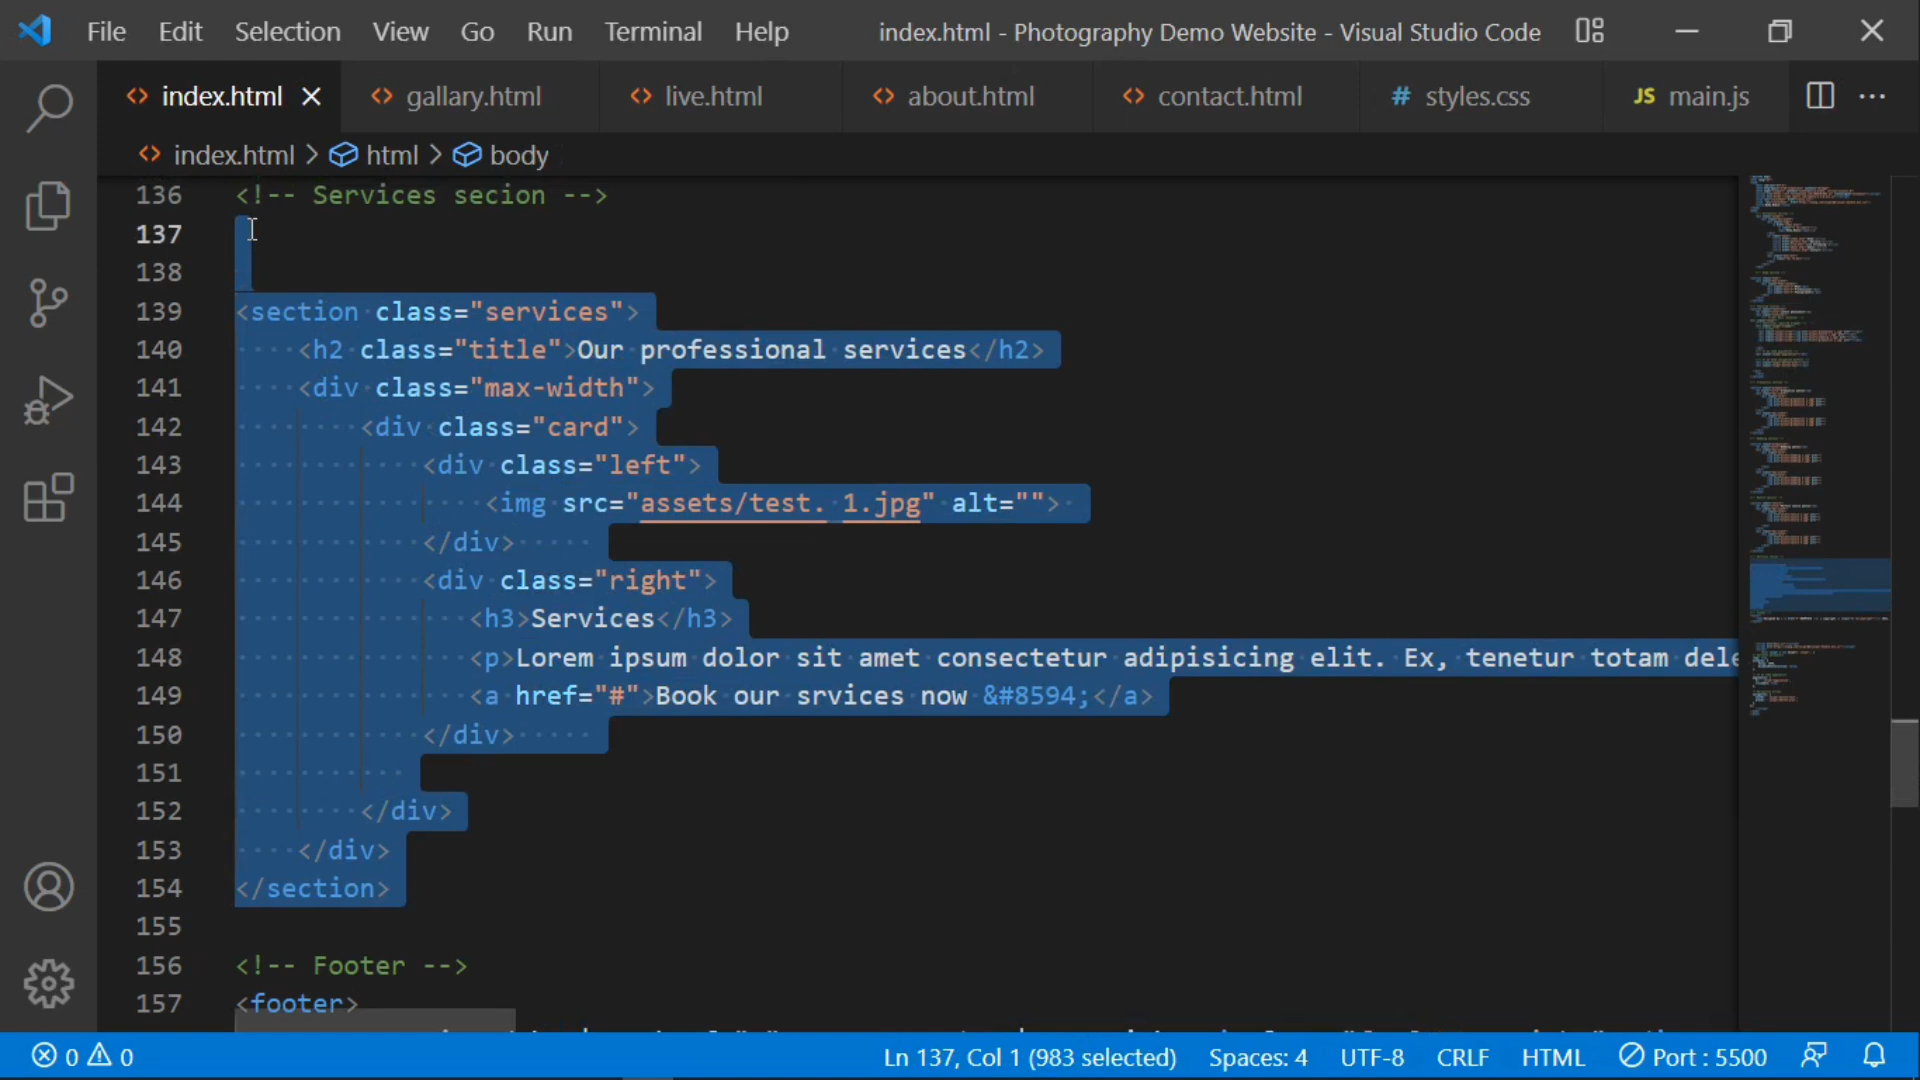 File Edit Selection View Go Run Terminal Help index.html - Photography Demo Website - Visual Studio Code
index.html gallary.html live.html about.html contact.html # styles.css JS main.js ...
index.html > html > body
136 <!-- Services secion -->
137
138
139 <section class="services">
140 <h2 class="title">Our professional services</h2>
141 <div class="max-width">
142 <div class="card">
143 <div class="left">
144 <img src="assets/test. 1.jpg" alt="">
145 </div>
146 <div class="right">
147 <h3>Services</h3>
148 <p>Lorem ipsum dolor sit amet consectetur adipisicing elit. Ex, tenetur totam dele
149 <a href="#">Book our srvices now &#8594;</a>
150 </div>
151
152 </div>
153 </div>
154 </section>
155
156 <!-- Footer -->
157 <footer>
0 0 Ln 137, Col 1 (983 selected) Spaces: 4 UTF-8 CRLF HTML Port : 5500